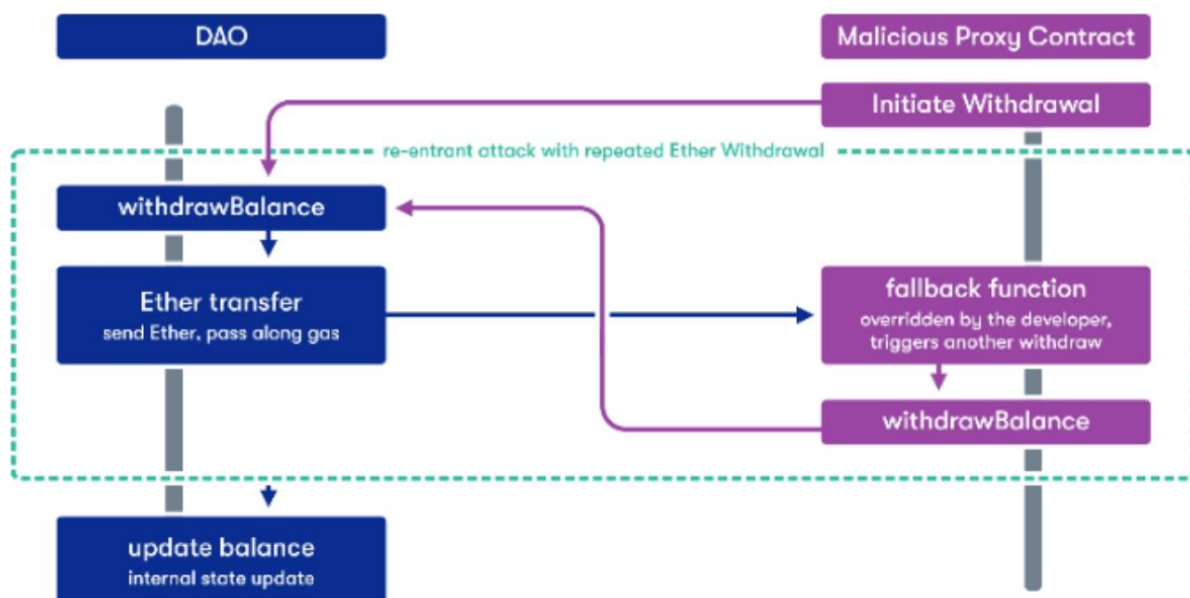 DAO
Malicious Proxy Contract
Initiate Withdrawal
re-entrant attack with repeated Ether Withdrawal
withdrawBalance
Ether transfer
send Ether, pass along gas
fallback function
overridden by the developer,
triggers another withdraw
withdrawBalance
update balance
internal state update